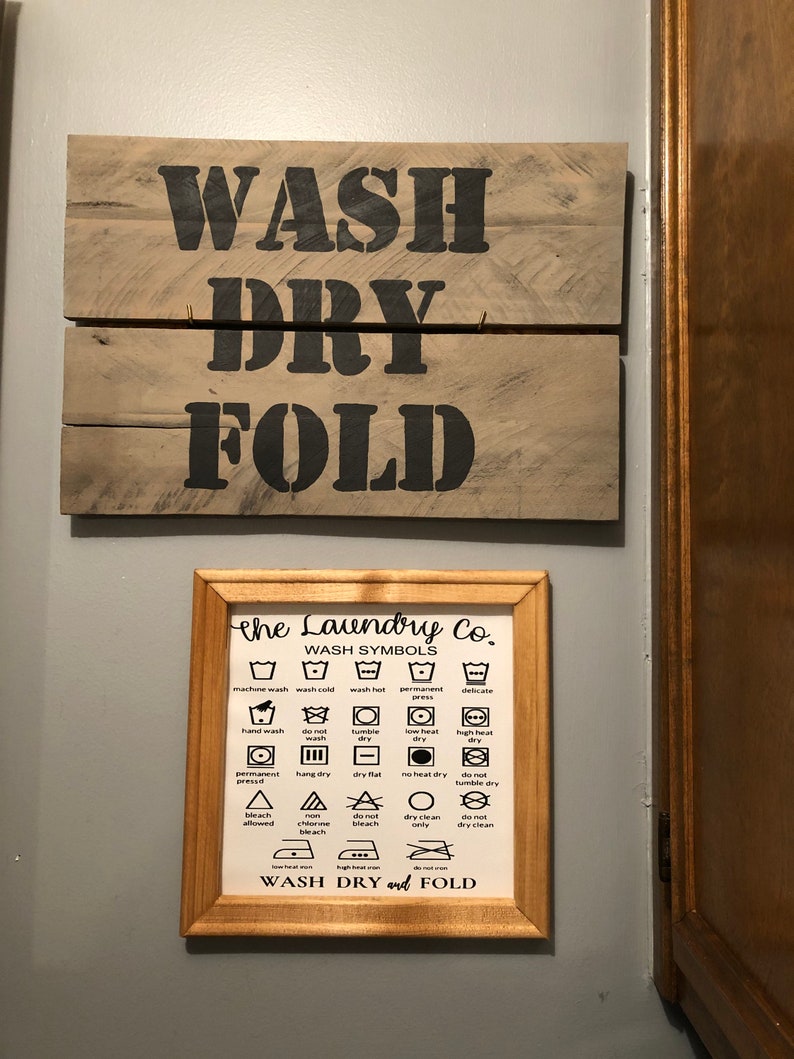 WASH
DRY
FOLD
the Laundry Co.
WASH SYMBOLS
machine wash wash cold wash hot permanent press delicate
hand wash do not wash tumble dry low heat dry high heat dry
permanent pressd hang dry dry flat no heat dry do not tumble dry
bleach allowed non chlorine bleach do not bleach dry clean only do not dry clean
low heat iron high heat iron do not iron
WASH DRY and FOLD